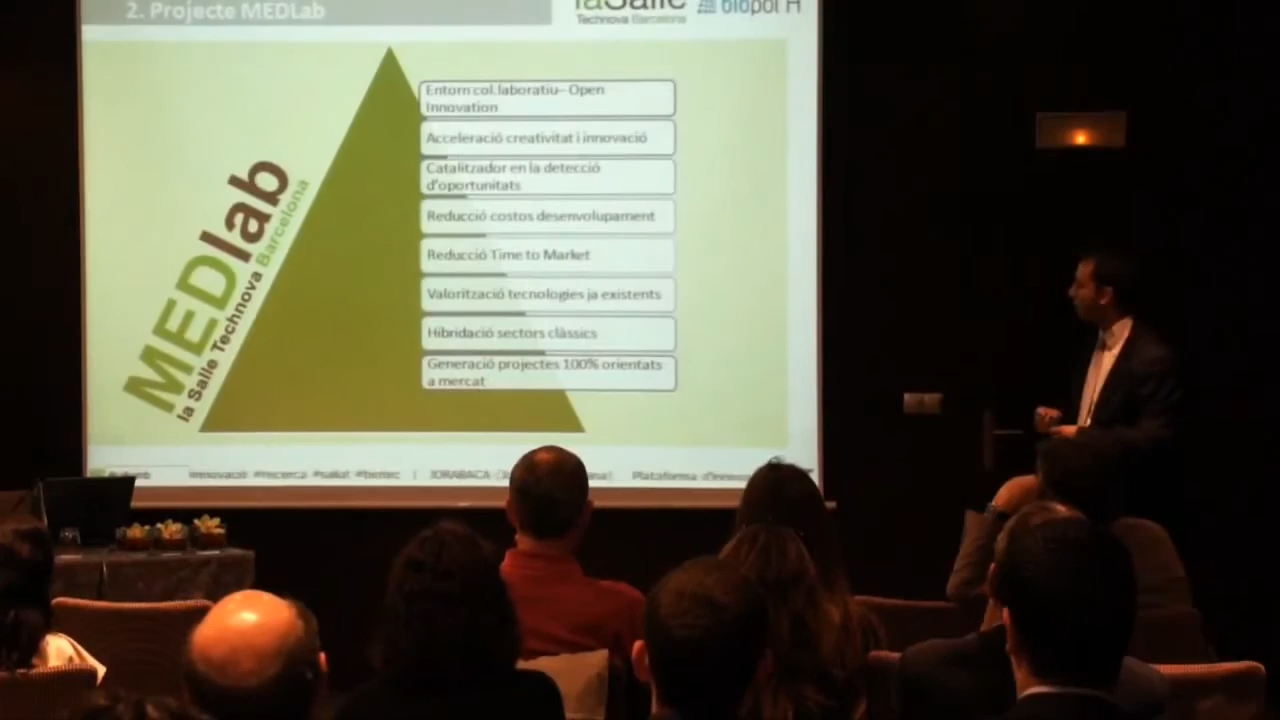 2. Projecte MEDLab
laSalle
Technova Barcelona
biopol H
Entorn col.laboratiu– Open
Innovation
Acceleració creativitat i innovació
Catalitzador en la detecció
d'oportunitats
Reducció costos desenvolupament
Reducció Time to Market
Valorització tecnologies ja existents
Hibridació sectors clàssics
Generació projectes 100% orientats
a mercat
MEDlab
la Salle Technova Barcelona
#recerca #salut | Plataforma